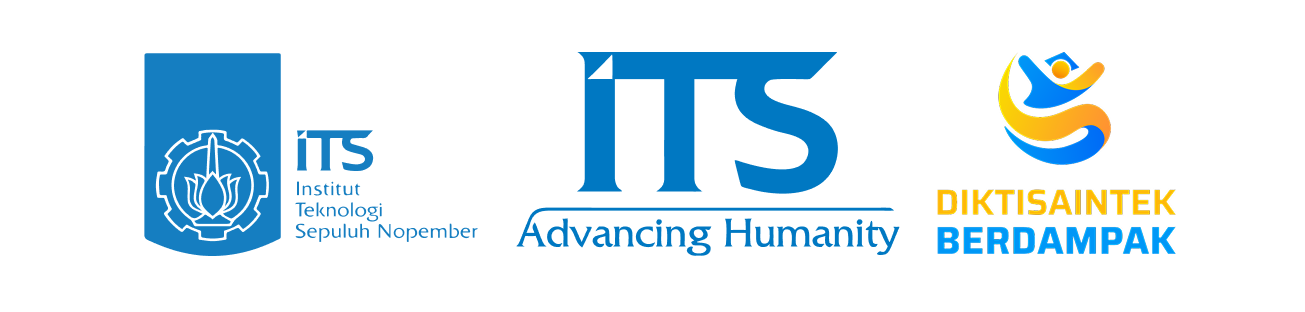 ITS
Institut
Teknologi
Sepuluh Nopember
ITS
Advancing Humanity
DIKTISAINTEK
BERDAMPAK